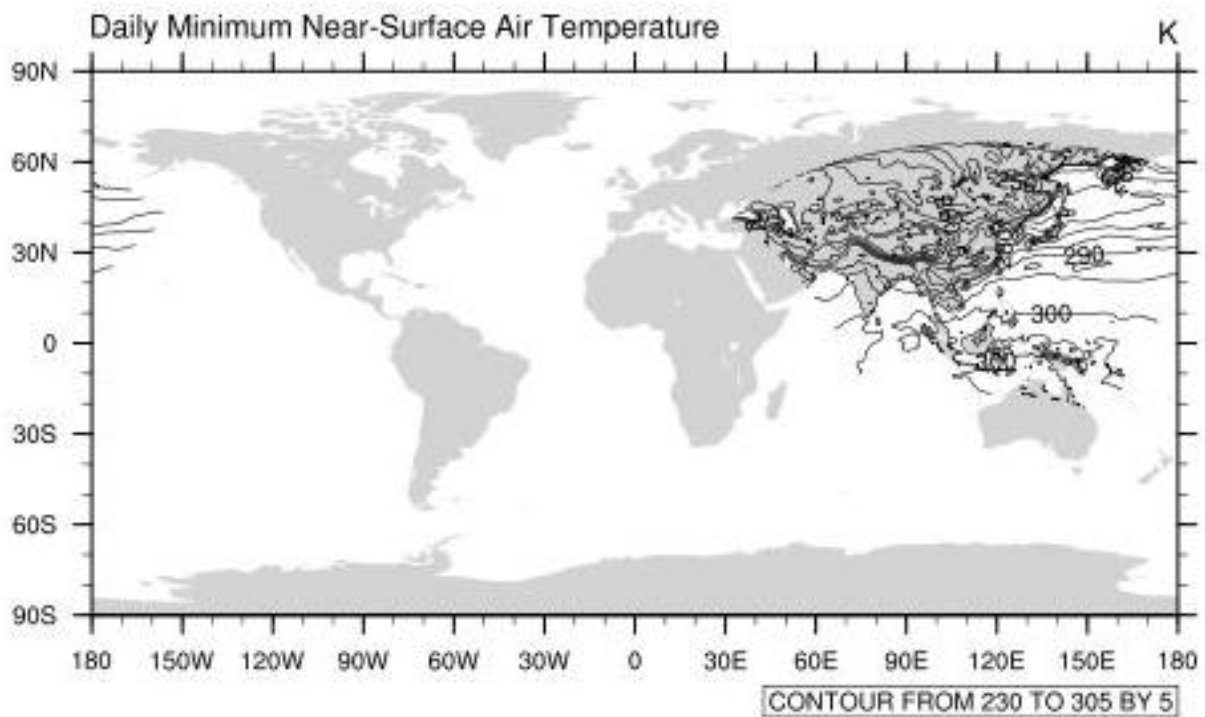 Daily Minimum Near-Surface Air Temperature K
90N
60N
30N
0
30S
60S
90S
290
300
300
180 150W 120W 90W 60W 30W 0 30E 60E 90E 120E 150E 180
CONTOUR FROM 230 TO 305 BY 5